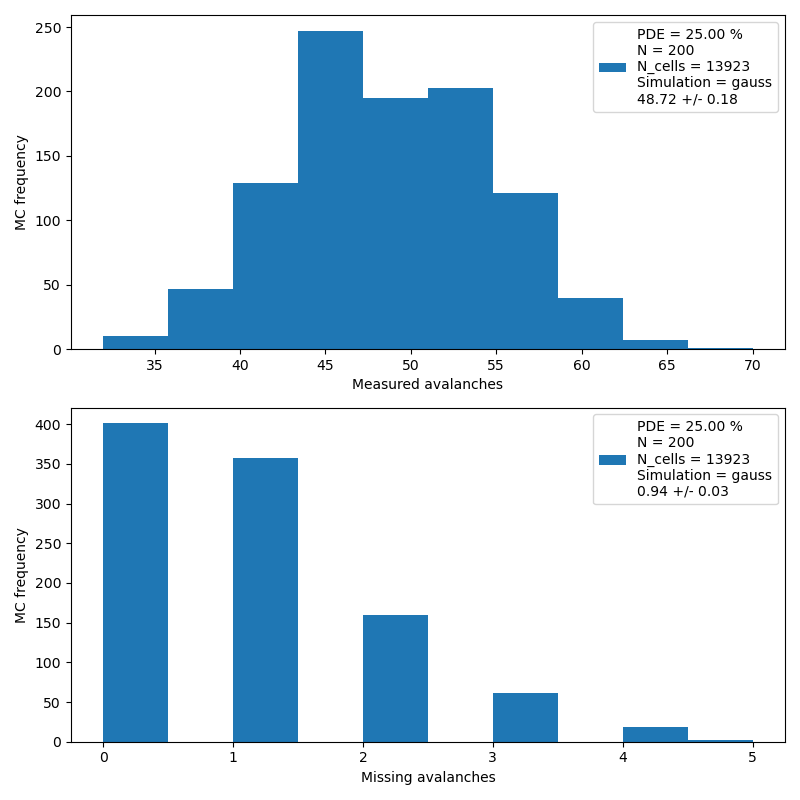 250
200
150
100
50
0
MC frequency
PDE = 25.00 %
N = 200
N_cells = 13923
Simulation = gauss
48.72 +/- 0.18
35 40 45 50 55 60 65 70
Measured avalanches
400
350
300
250
200
150
100
50
0
MC frequency
PDE = 25.00 %
N = 200
N_cells = 13923
Simulation = gauss
0.94 +/- 0.03
0 1 2 3 4 5
Missing avalanches